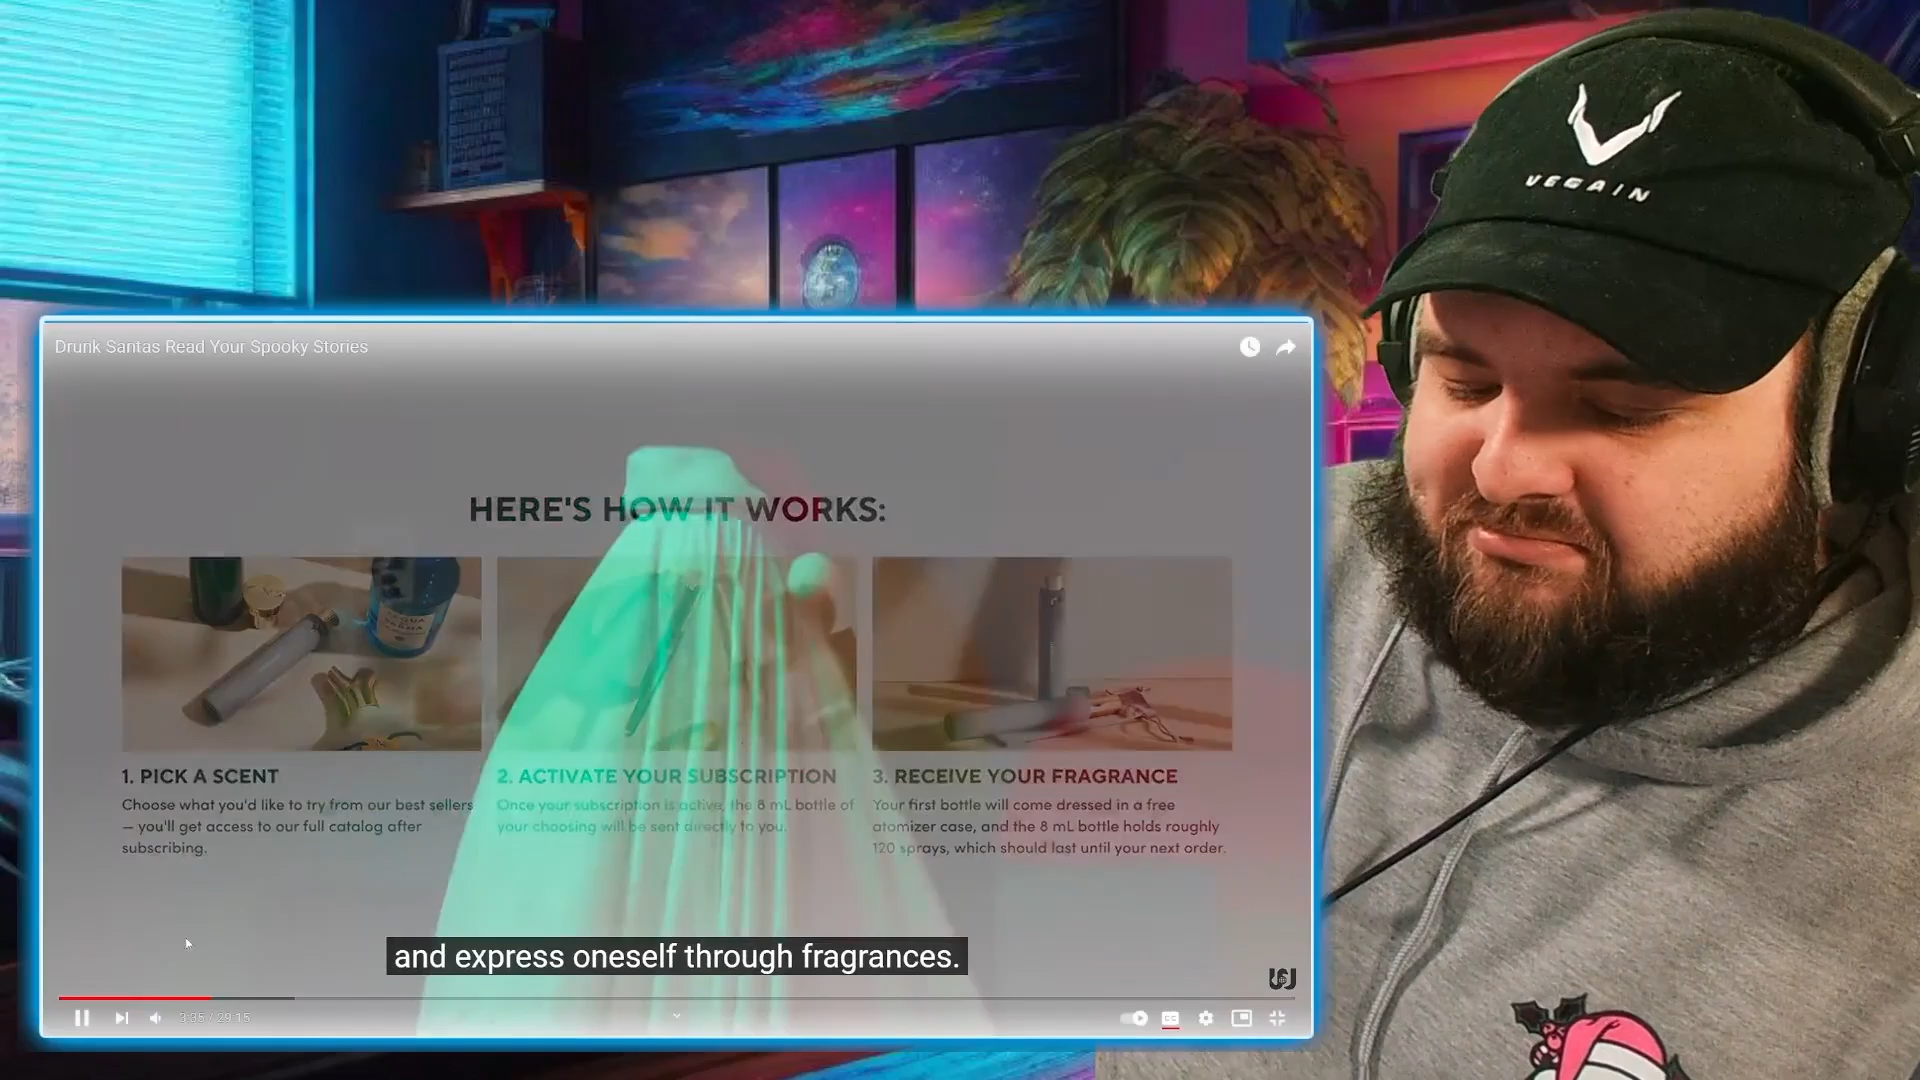 VEGAIN
Drunk Santas Read Your Spooky Stories
HERE'S HOW IT WORKS:
1. PICK A SCENT
Choose what you'd like to try from our best sellers
— you'll get access to our full catalog after
subscribing.
2. ACTIVATE YOUR SUBSCRIPTION
Once your subscription is active, the 8 mL bottle of
your choosing will be sent directly to you.
3. RECEIVE YOUR FRAGRANCE
Your first bottle will come dressed in a free
atomizer case, and the 8 mL bottle holds roughly
120 sprays, which should last until your next order.
and express oneself through fragrances.
3:35 / 29:15
CC